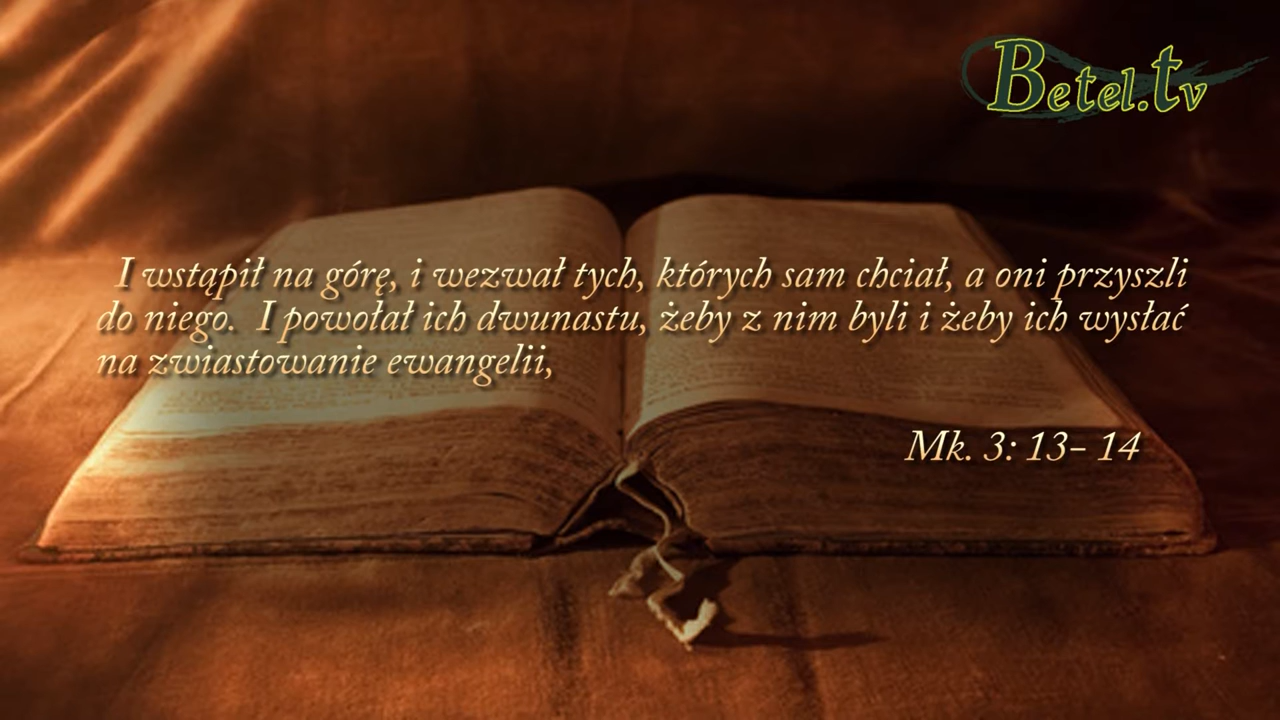 Betel.tv
I wstąpił na górę, i wezwał tych, których sam chciał, a oni przyszli
do niego.  I powołał ich dwunastu, żeby z nim byli i żeby ich wysłać
na zwiastowanie ewangelii,
Mk. 3: 13- 14